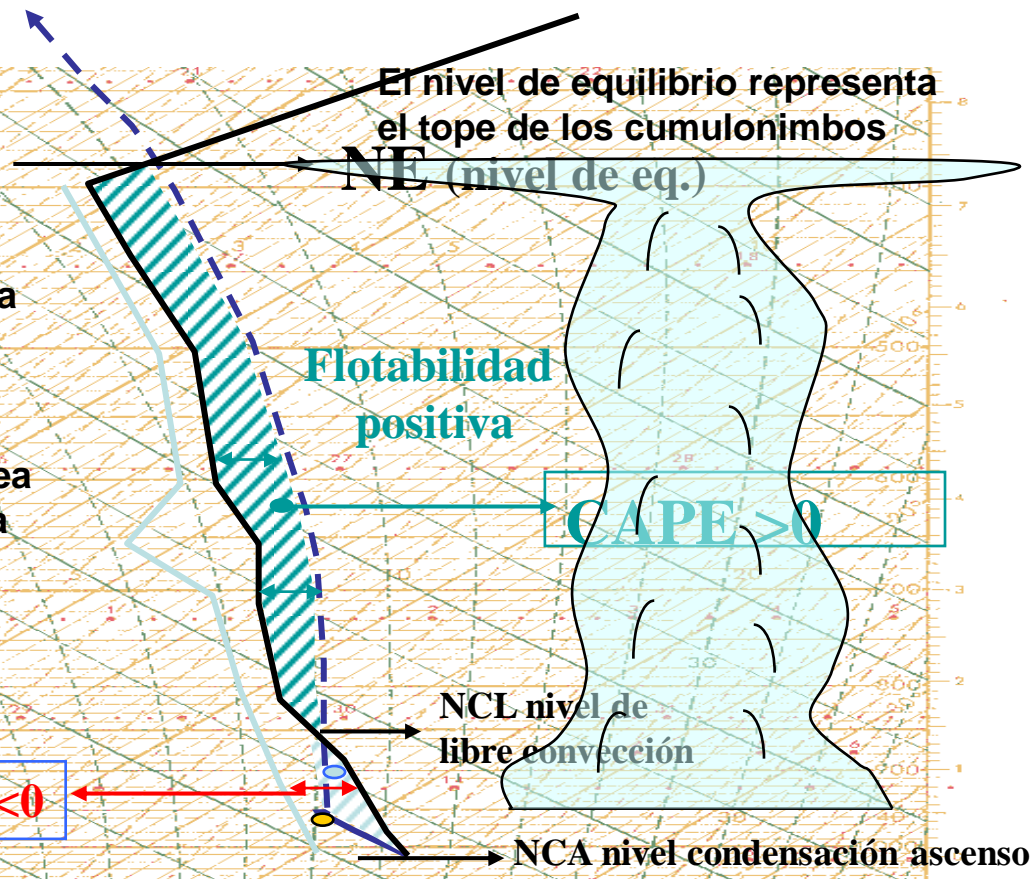 El nivel de equilibrio representa
el tope de los cumulonimbos
NE (nivel de eq.)
a
Flotabilidad
positiva
ea
a
CAPE >0
NCL nivel de
libre convección
<0
NCA nivel condensación ascenso